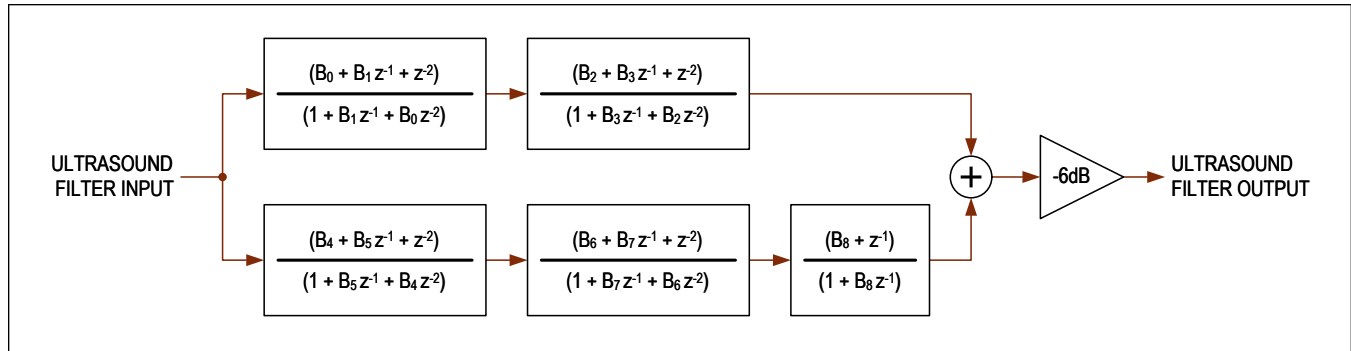 (B₀ + B₁ z⁻¹ + z⁻²)
(1 + B₁ z⁻¹ + B₀ z⁻²)
(B₂ + B₃ z⁻¹ + z⁻²)
(1 + B₃ z⁻¹ + B₂ z⁻²)
ULTRASOUND
FILTER INPUT
+
-6dB
ULTRASOUND
FILTER OUTPUT
(B₄ + B₅ z⁻¹ + z⁻²)
(1 + B₅ z⁻¹ + B₄ z⁻²)
(B₆ + B₇ z⁻¹ + z⁻²)
(1 + B₇ z⁻¹ + B₆ z⁻²)
(B₈ + z⁻¹)
(1 + B₈ z⁻¹)